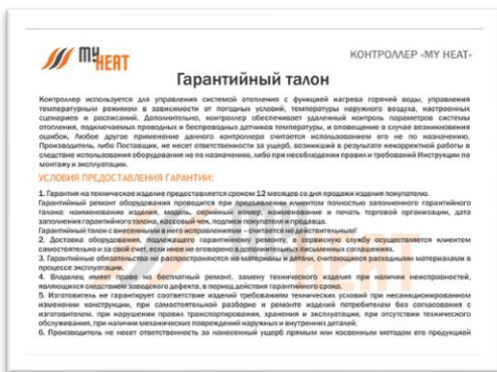 MY HEAT
КОНТРОЛЛЕР «MY HEAT»
Гарантийный талон
Контроллер используется для управления системой отопления с функцией нагрева горячей воды, управления
температурным режимом в зависимости от погодных условий, температуры наружного воздуха, настроенных
сценариев и расписаний. Дополнительно, контроллер обеспечивает удаленный контроль параметров системы
отопления, подключаемых проводных и беспроводных датчиков температуры, и оповещение в случае возникновения
ошибок. Любое другое применение данного контроллера считается использованием его не по назначению.
Производитель, либо Поставщик, не несет ответственности за ущерб, возникший в результате некорректной работы в
следствие использования оборудования не по назначению, либо при несоблюдении правил и требований Инструкции по
монтажу и эксплуатации.
УСЛОВИЯ ПРЕДОСТАВЛЕНИЯ ГАРАНТИИ:
1. Гарантия на техническое изделие предоставляется сроком 12 месяцев со дня продажи изделия покупателю.
Гарантийный ремонт оборудования проводится при предъявлении клиентом полностью заполненного гарантийного
талона: наименование изделия, модель, серийный номер, наименование и печать торговой организации, дата
заполнения гарантийного талона, кассовый чек, подписи покупателя и продавца.
Гарантийный талон с внесенными в него исправлениями – считается не действительным!
2. Доставка оборудования, подлежащего гарантийному ремонту, в сервисную службу осуществляется клиентом
самостоятельно и за свой счет, если иное не оговорено в дополнительных письменных соглашениях.
3. Гарантийные обязательства не распространяются на материалы и детали, считающиеся расходными материалами в
процессе эксплуатации.
4. Владелец имеет право на бесплатный ремонт, замену технического изделия при наличии неисправностей,
являющихся следствием заводского дефекта, в период действия гарантийного срока.
5. Изготовитель не гарантирует соответствие изделий требованиям технических условий при несанкционированном
изменении конструкции, при самостоятельной разборке и ремонте изделий потребителем без согласования с
изготовителем, при нарушении правил транспортирования, хранения и эксплуатации, при отсутствии технического
обслуживания, при наличии механических повреждений наружных и внутренних деталей.
6. Производитель не несет ответственность за нанесенный ущерб прямым или косвенным методом его продукцией